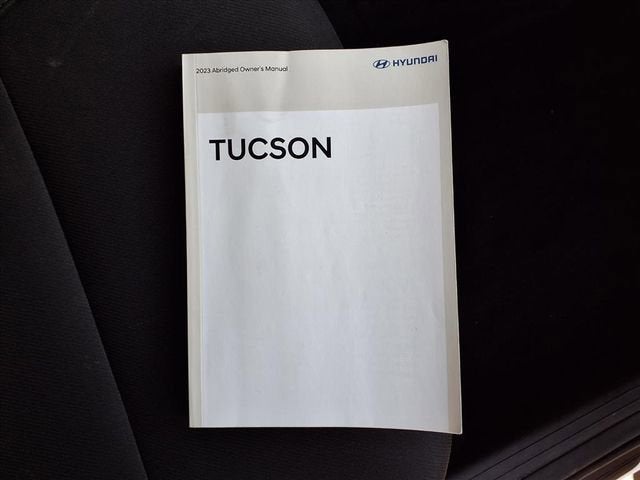 2023 Abridged Owner's Manual
HYUNDAI
TUCSON